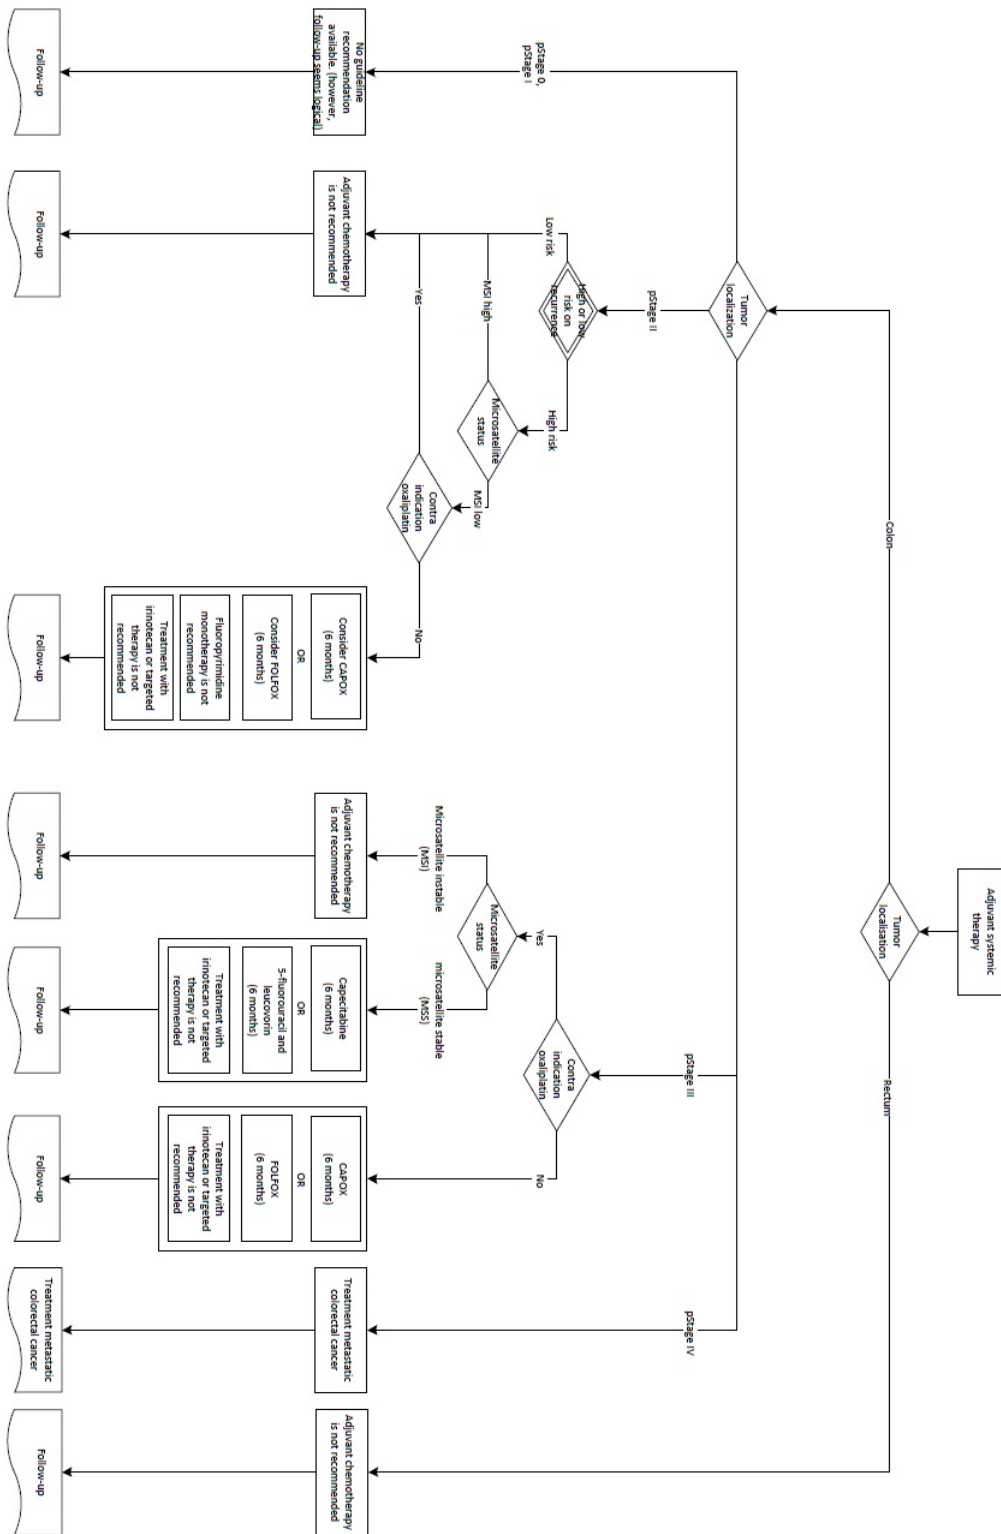 Adjuvant systemic
therapy
Tumor
localisation
Colon
Rectum
Tumor
localization
pStage 0,
pStage I
pStage II
pStage III
pStage IV
High or low
risk on
recurrence
Low risk
High risk
Microsatellite
status
MSI high
MSI low
Contra
indication
oxaliplatin
Yes
No
Contra
indication
oxaliplatin
Yes
No
Microsatellite
status
Microsatellite instable
(MSI)
microsatellite stable
(MSS)
No guideline
recommendation
available. (however,
follow-up seems logical)
Adjuvant chemotherapy
is not recommended
Consider CAPOX
(6 months)
OR
Consider FOLFOX
(6 months)
Fluoropyrimidine
monotherapy is not
recommended
Treatment with
irinotecan or targeted
therapy is not
recommended
Adjuvant chemotherapy
is not recommended
Capecitabine
(6 months)
OR
5-fluorouracil and
leucovorin
(6 months)
Treatment with
irinotecan or targeted
therapy is not
recommended
CAPOX
(6 months)
OR
FOLFOX
(6 months)
Treatment with
irinotecan or targeted
therapy is not
recommended
Treatment metastatic
colorectal cancer
Adjuvant chemotherapy
is not recommended
Follow-up
Follow-up
Follow-up
Follow-up
Follow-up
Follow-up
Treatment metastatic
colorectal cancer
Follow-up